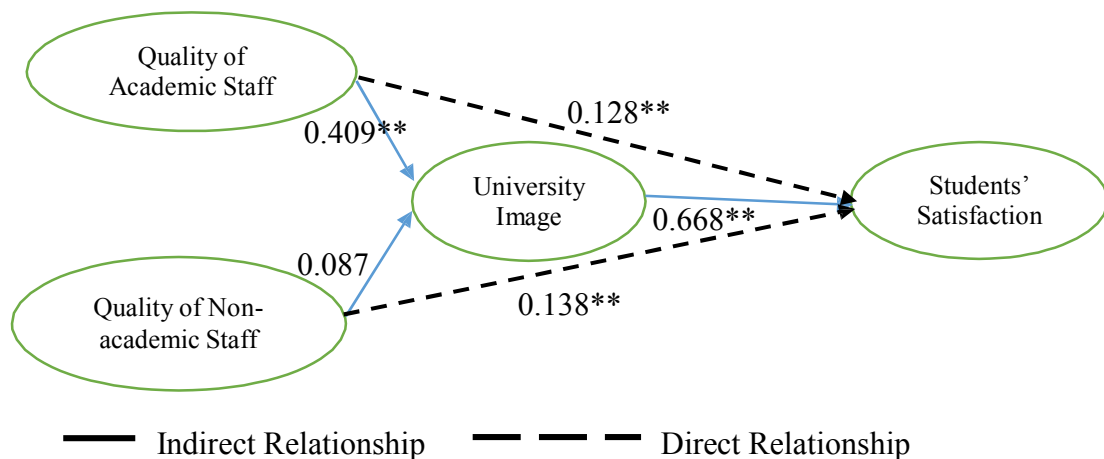 Quality of
Academic Staff
0.128**
0.409**
University
Image
Students’
Satisfaction
0.668**
0.087
0.138**
Quality of Non-
academic Staff
Indirect Relationship
Direct Relationship